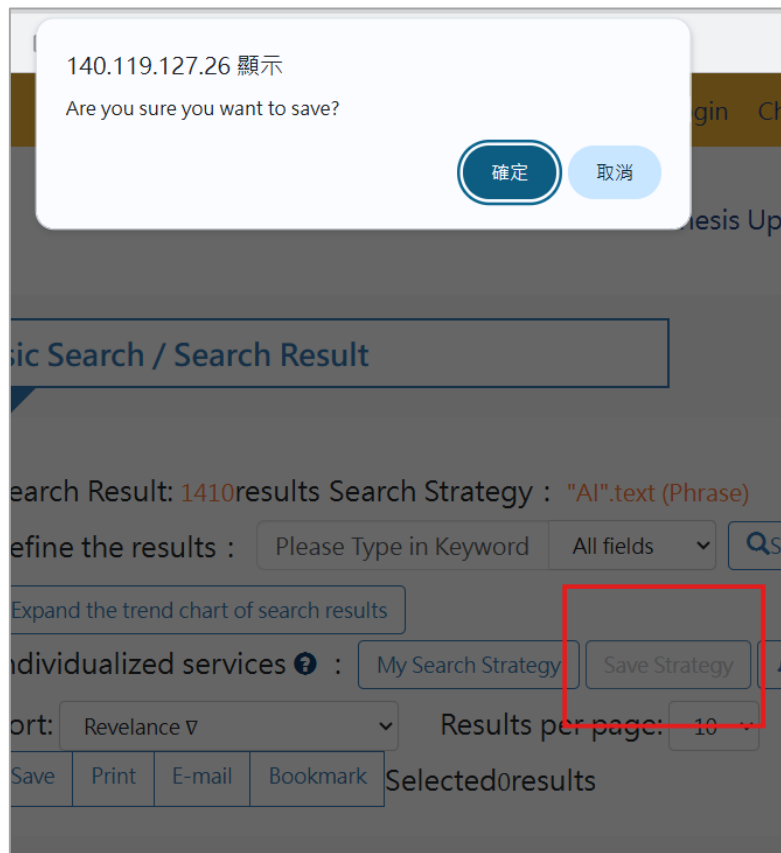 140.119.127.26 顯示
Are you sure you want to save?
確定 取消
gin Ch
hesis Up
sic Search / Search Result
earch Result: 1410results Search Strategy : "AI".text (Phrase)
efine the results : Please Type in Keyword All fields S
Expand the trend chart of search results
ndividualized services ? : My Search Strategy Save Strategy
ort: Revelance ∇ Results per page: 10
Save Print E-mail Bookmark Selected0results